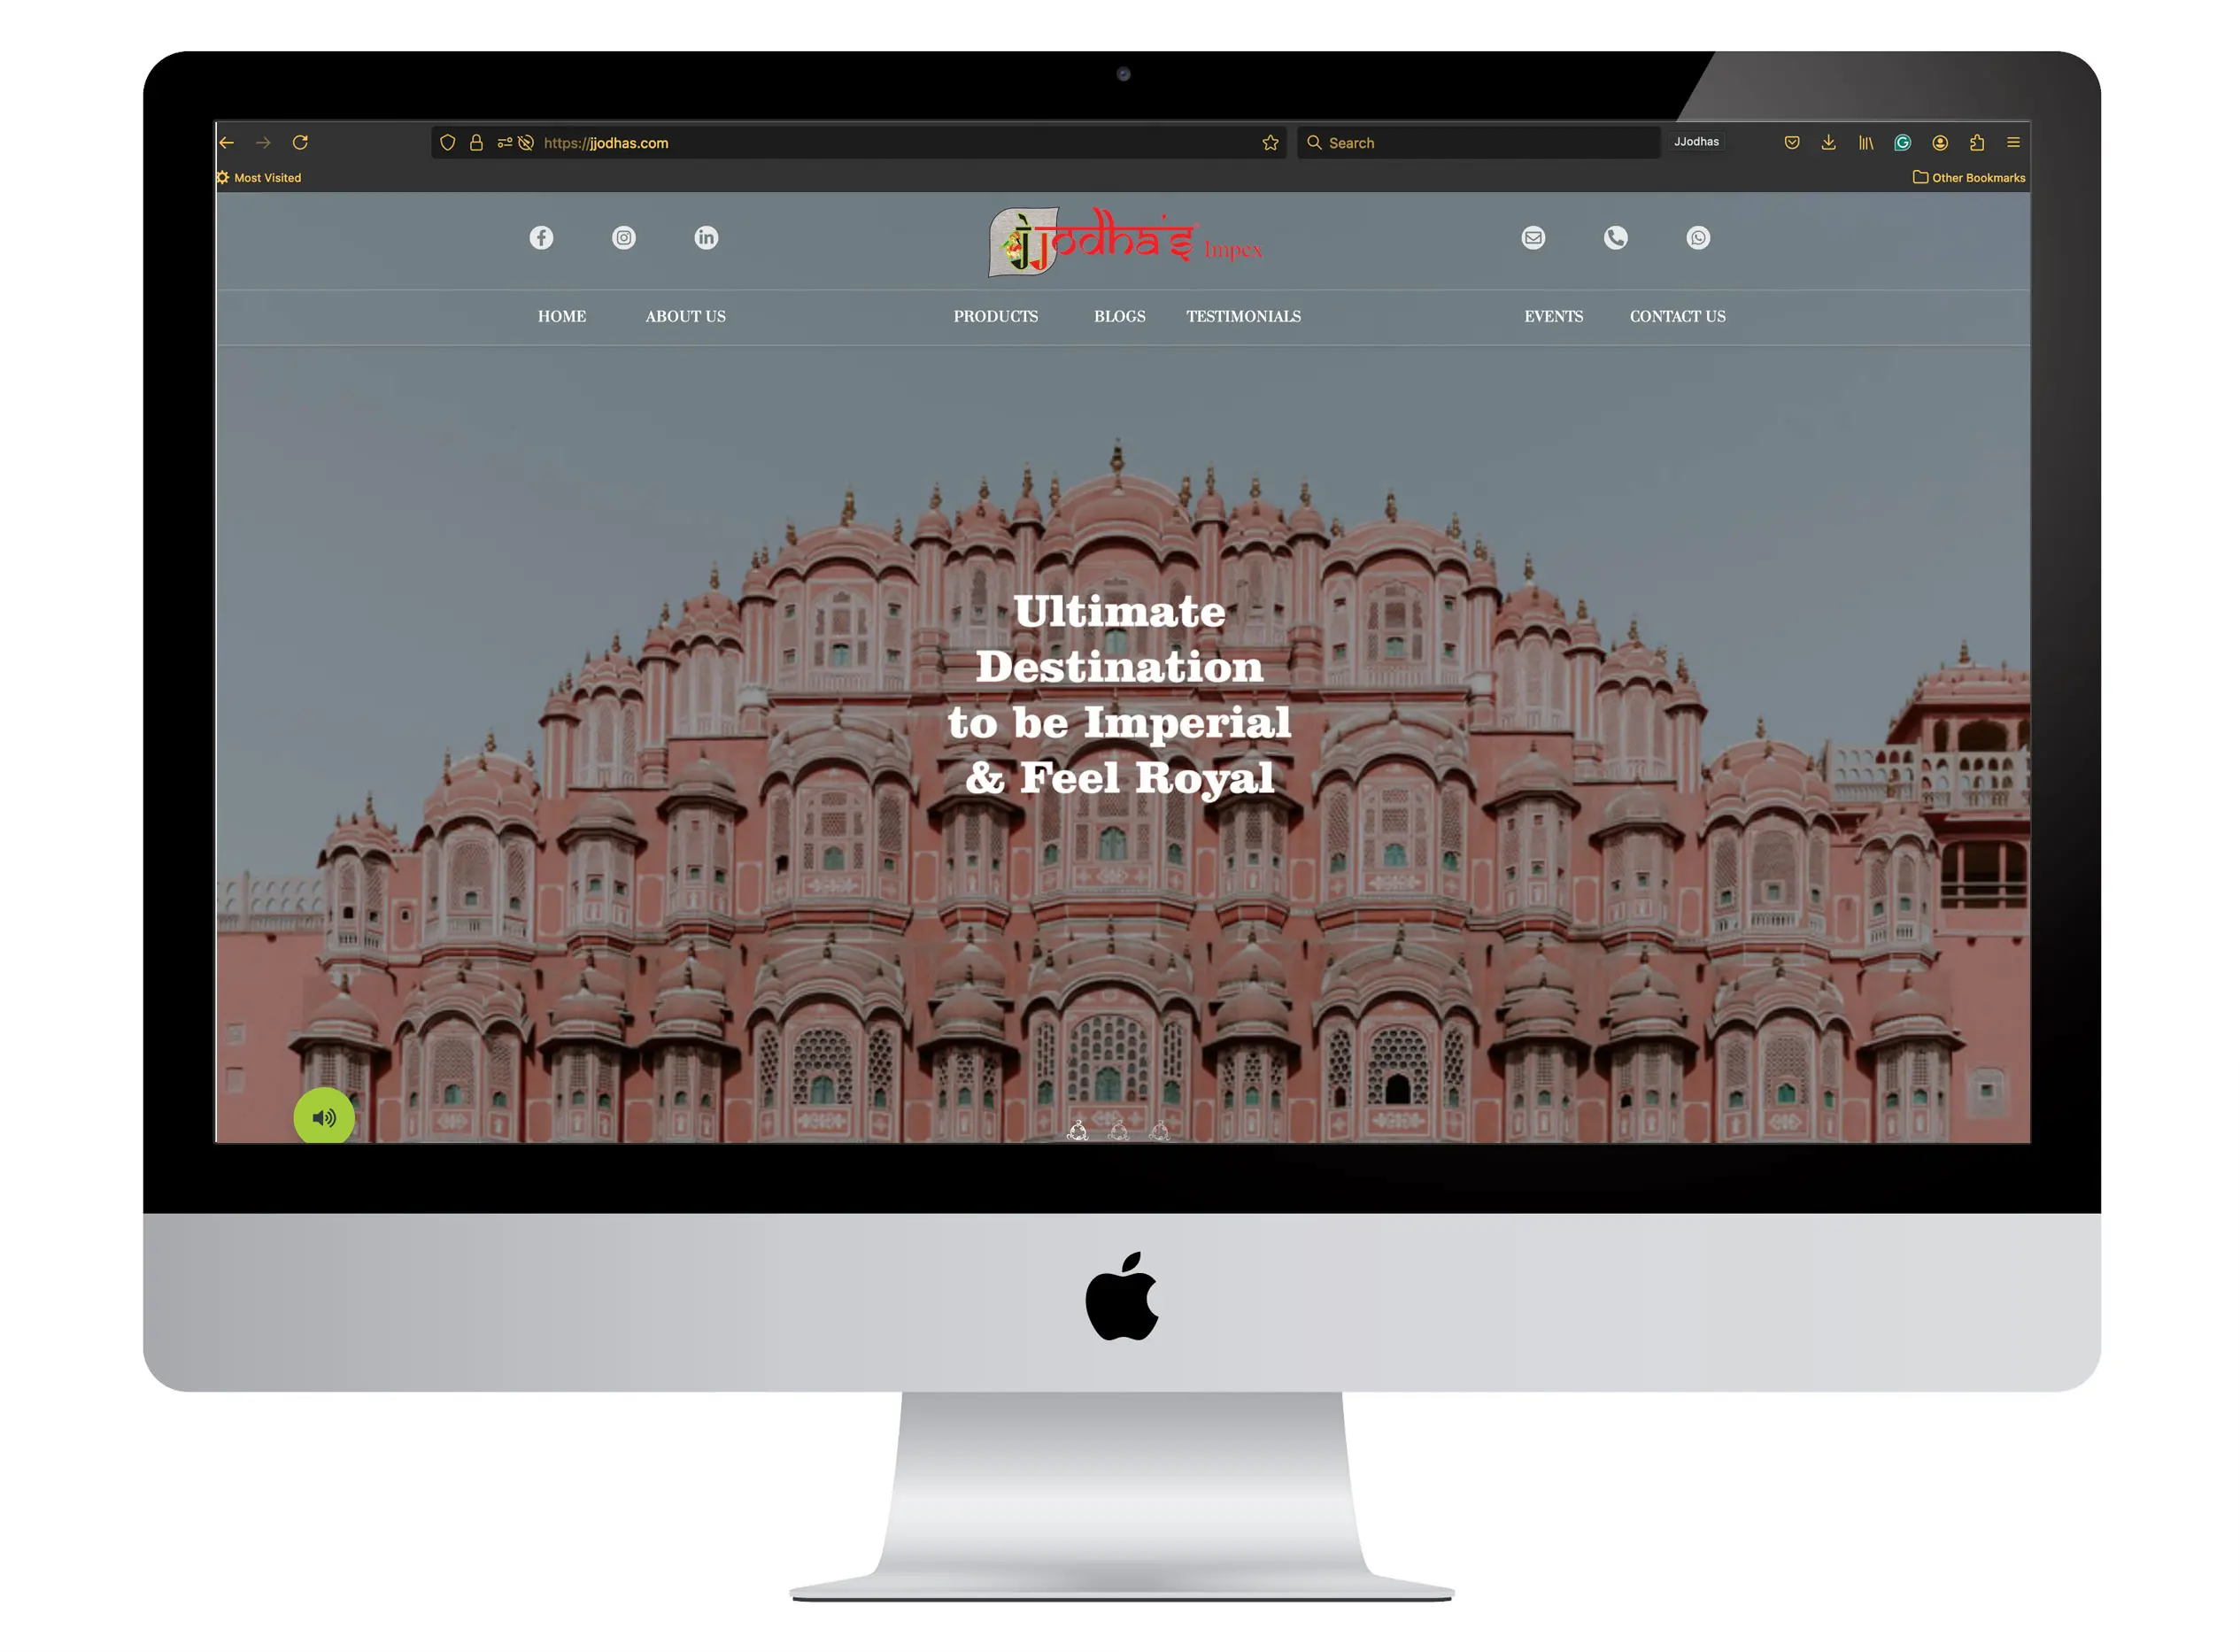 https://jjodhas.com
Search
JJodhas
Most Visited
Other Bookmarks
jjodha's Impex
HOME
ABOUT US
PRODUCTS
BLOGS
TESTIMONIALS
EVENTS
CONTACT US
Ultimate
Destination
to be Imperial
& Feel Royal